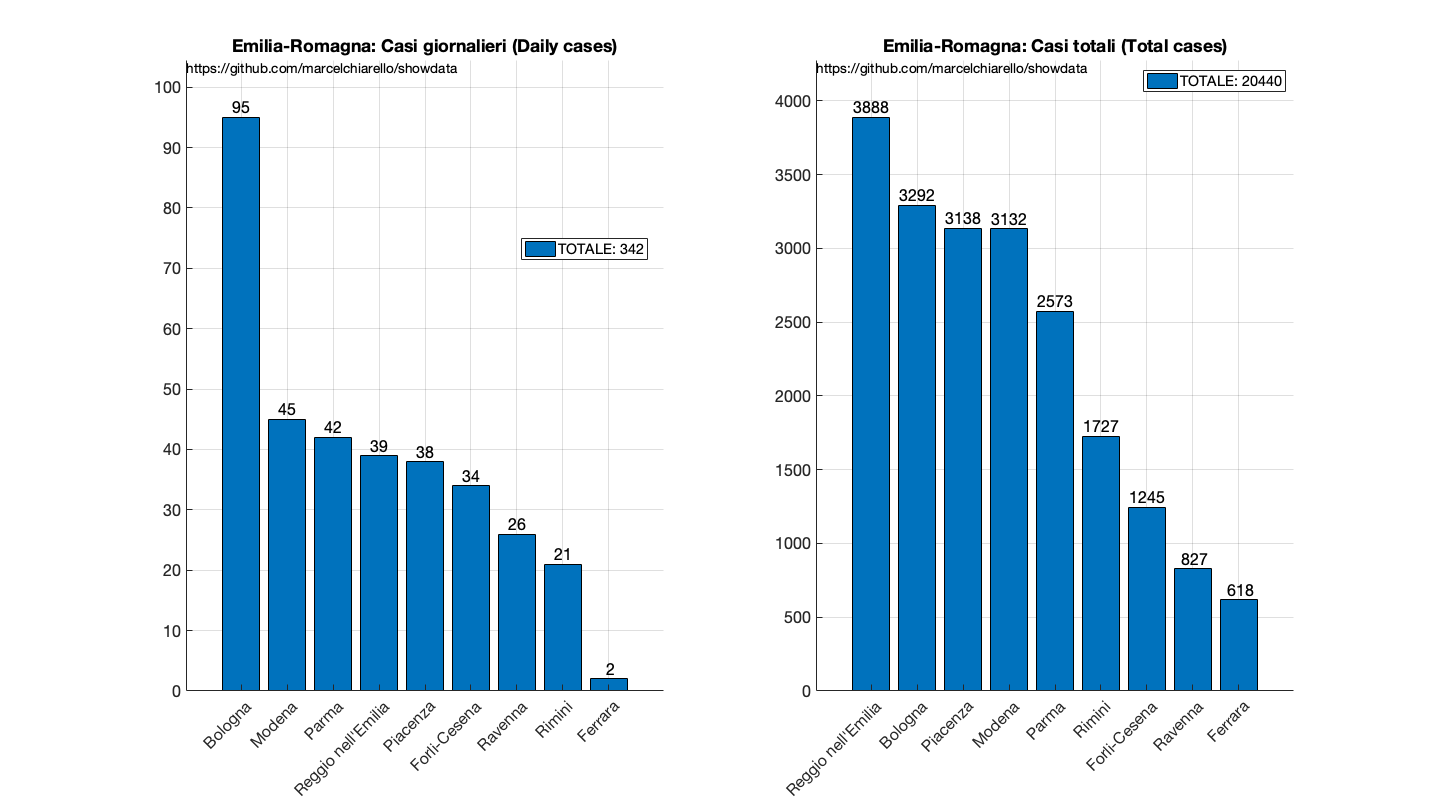 Emilia-Romagna: Casi giornalieri (Daily cases)
https://github.com/marcelchiarello/showdata
TOTALE: 342
100
90
80
70
60
50
40
30
20
10
0
95
45
42
39
38
34
26
21
2
Bologna
Modena
Parma
Reggio nell'Emilia
Piacenza
Forlì-Cesena
Ravenna
Rimini
Ferrara
Emilia-Romagna: Casi totali (Total cases)
https://github.com/marcelchiarello/showdata
TOTALE: 20440
4000
3500
3000
2500
2000
1500
1000
500
0
3888
3292
3138
3132
2573
1727
1245
827
618
Reggio nell'Emilia
Bologna
Piacenza
Modena
Parma
Rimini
Forlì-Cesena
Ravenna
Ferrara